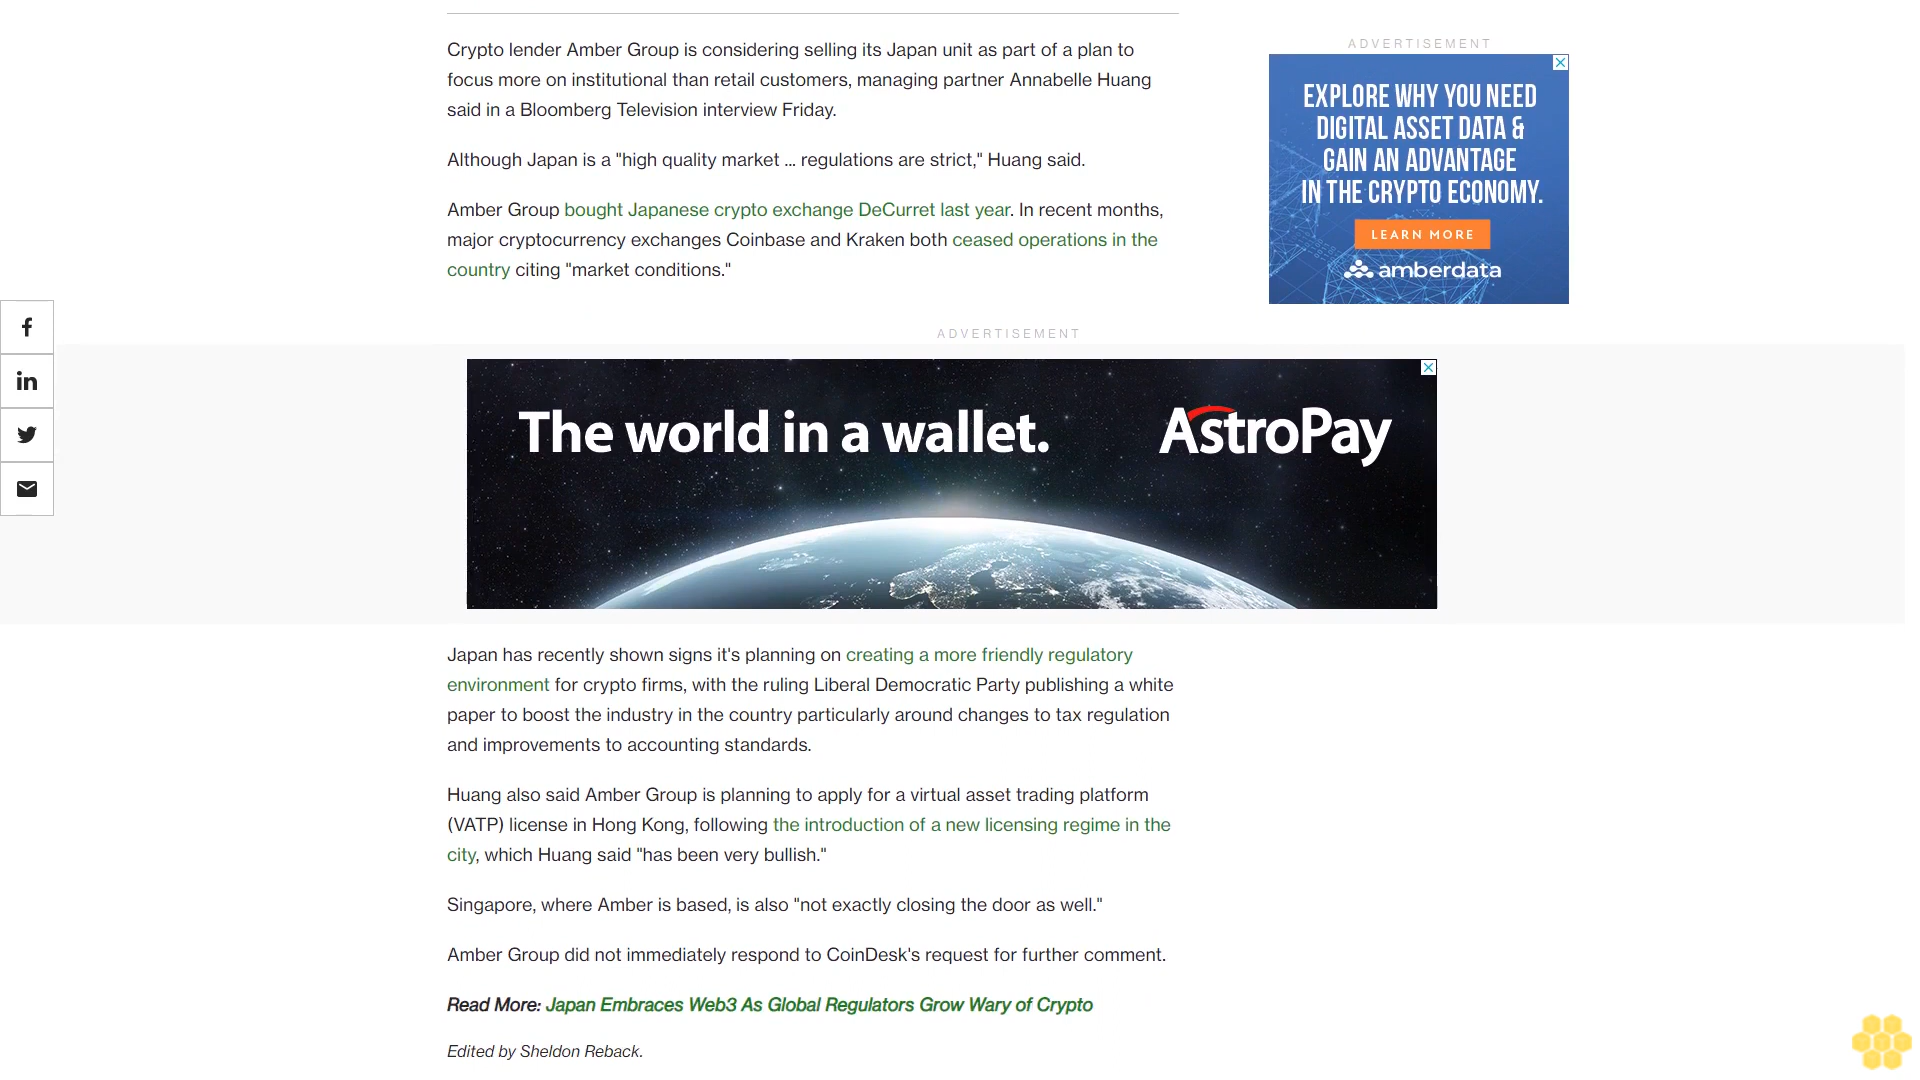 Crypto lender Amber Group is considering selling its Japan unit as part of a plan to
focus more on institutional than retail customers, managing partner Annabelle Huang
said in a Bloomberg Television interview Friday.
Although Japan is a "high quality market ... regulations are strict," Huang said.
Amber Group bought Japanese crypto exchange DeCurret last year. In recent months,
major cryptocurrency exchanges Coinbase and Kraken both ceased operations in the
country citing "market conditions."
ADVERTISEMENT
EXPLORE WHY YOU NEED
DIGITAL ASSET DATA &
GAIN AN ADVANTAGE
IN THE CRYPTO ECONOMY.
LEARN MORE
amberdata
ADVERTISEMENT
The world in a wallet.
AstroPay
Japan has recently shown signs it's planning on creating a more friendly regulatory
environment for crypto firms, with the ruling Liberal Democratic Party publishing a white
paper to boost the industry in the country particularly around changes to tax regulation
and improvements to accounting standards.
Huang also said Amber Group is planning to apply for a virtual asset trading platform
(VATP) license in Hong Kong, following the introduction of a new licensing regime in the
city, which Huang said "has been very bullish."
Singapore, where Amber is based, is also "not exactly closing the door as well."
Amber Group did not immediately respond to CoinDesk's request for further comment.
Read More: Japan Embraces Web3 As Global Regulators Grow Wary of Crypto
Edited by Sheldon Reback.